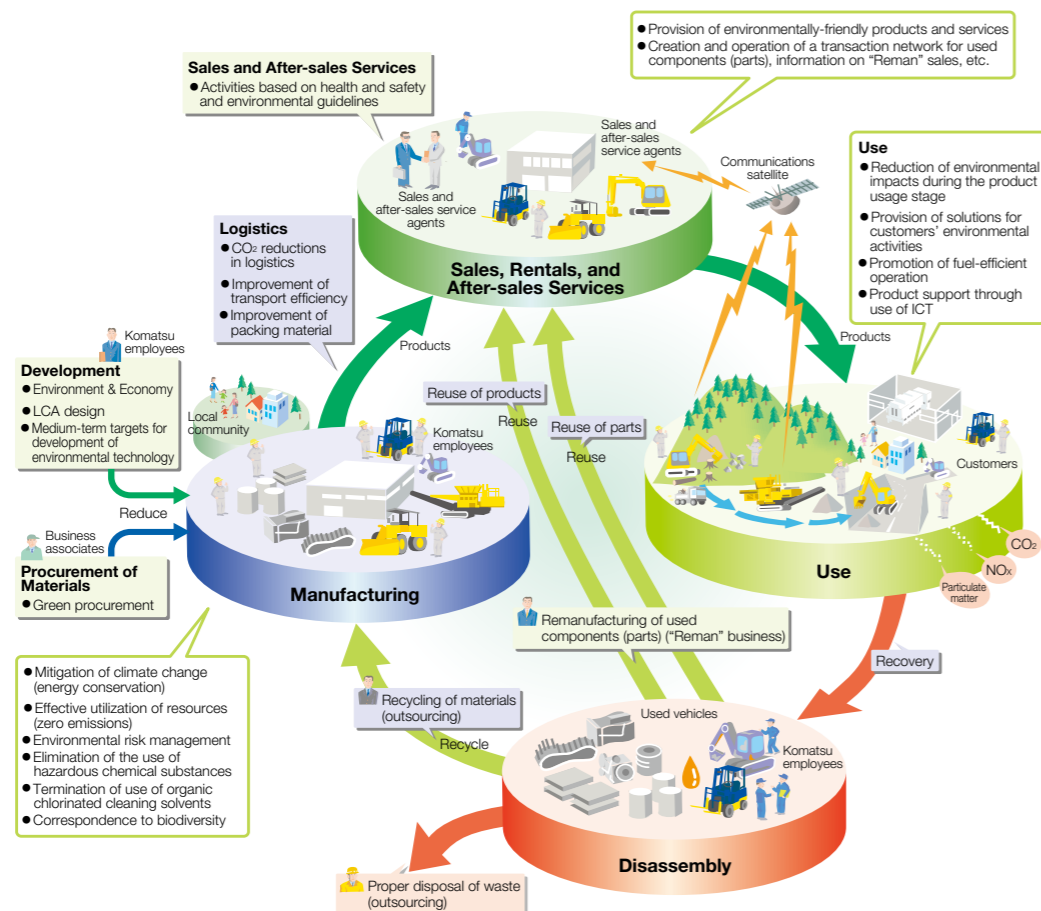 ● Provision of environmentally-friendly products and services
● Creation and operation of a transaction network for used
components (parts), information on “Reman” sales, etc.
Sales and After-sales Services
● Activities based on health and safety
and environmental guidelines
Sales and
after-sales
service agents
Communications
satellite
Sales and
after-sales service
agents
Use
● Reduction of environmental
impacts during the product
usage stage
● Provision of solutions for
customers’ environmental
activities
● Promotion of fuel-efficient
operation
● Product support through
use of ICT
Logistics
● CO2 reductions
in logistics
● Improvement of
transport efficiency
● Improvement of
packing material
Sales, Rentals, and
After-sales Services
Products
Products
Komatsu
employees
Development
● Environment & Economy
● LCA design
● Medium-term targets for
development of
environmental technology
Local
community
Reuse of products
Reuse
Reuse of parts
Reuse
Komatsu
employees
Customers
Reduce
Business
associates
Procurement of
Materials
● Green procurement
Manufacturing
Use
CO2
NOx
Particulate
matter
Remanufacturing of used
components (parts) (“Reman” business)
Recovery
● Mitigation of climate change
(energy conservation)
● Effective utilization of resources
(zero emissions)
● Environmental risk management
● Elimination of the use of
hazardous chemical substances
● Termination of use of organic
chlorinated cleaning solvents
● Correspondence to biodiversity
Recycling of materials
(outsourcing)
Recycle
Used vehicles
Komatsu
employees
Disassembly
Proper disposal of waste
(outsourcing)